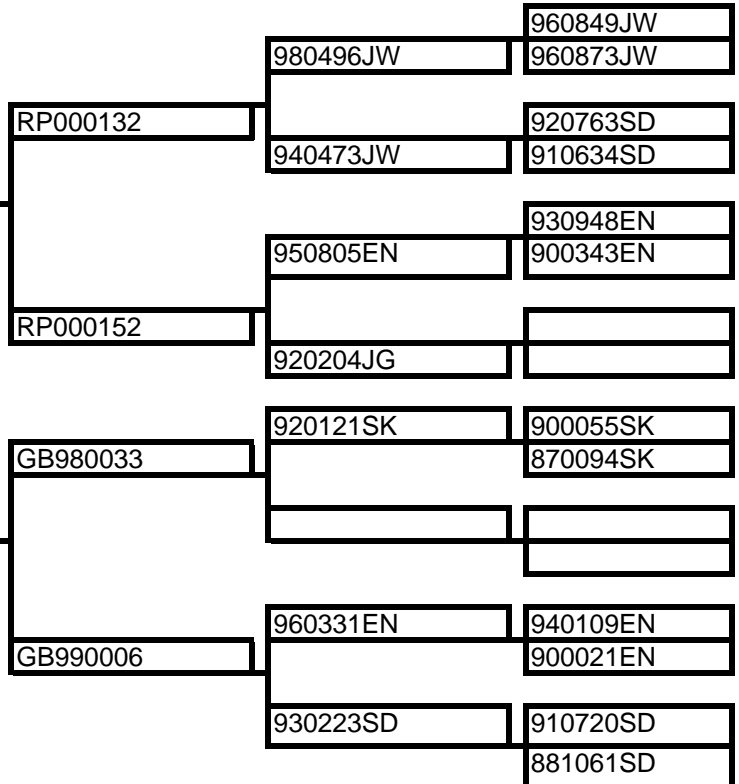 960849JW
980496JW 960873JW
RP000132 920763SD
940473JW 910634SD
930948EN
950805EN 900343EN
RP000152
920204JG
920121SK 900055SK
GB980033 870094SK
960331EN 940109EN
GB990006 900021EN
930223SD 910720SD
881061SD